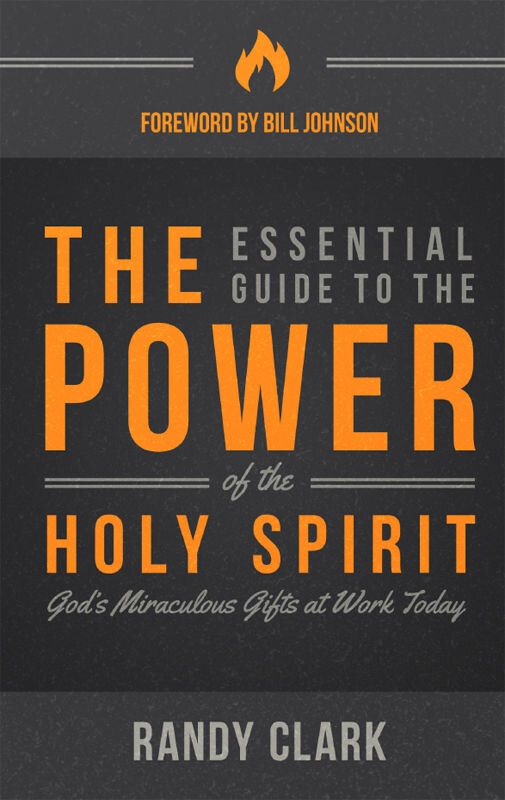 FOREWORD BY BILL JOHNSON
THE ESSENTIAL
GUIDE TO THE
POWER
of the
HOLY SPIRIT
God's Miraculous Gifts at Work Today
RANDY CLARK